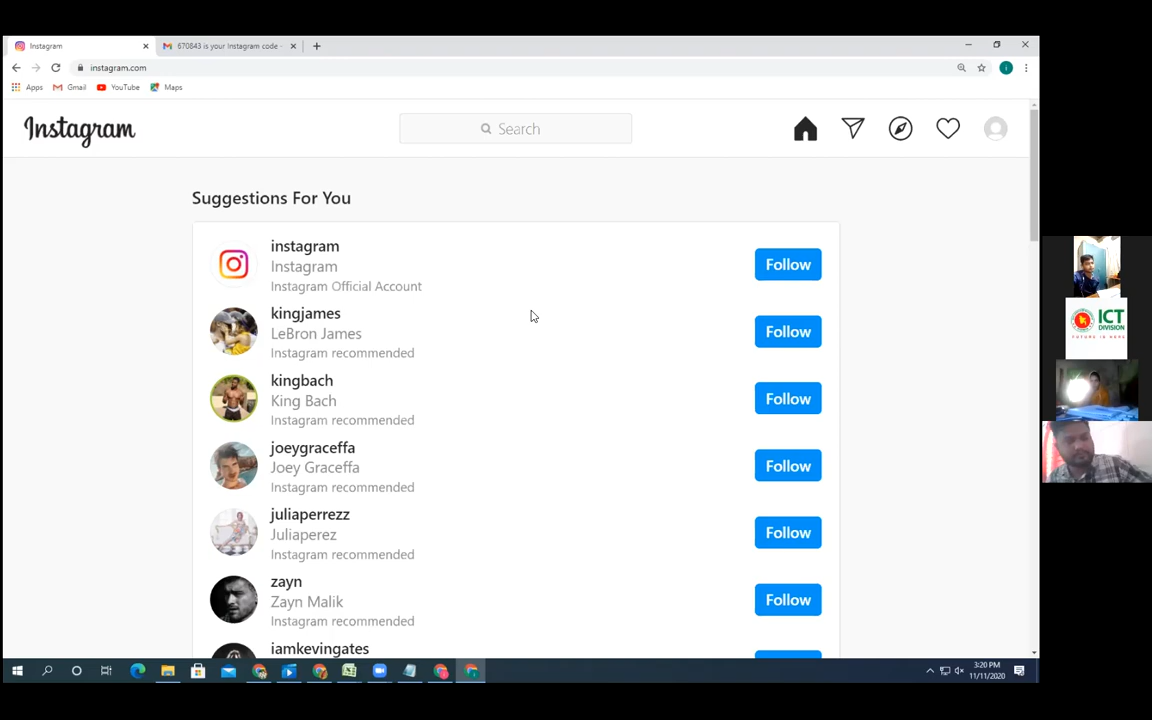 Instagram
670843 is your Instagram code -
instagram.com
Apps
Gmail
YouTube
Maps
Instagram
Search
Suggestions For You
instagram
Instagram
Instagram Official Account
Follow
kingjames
LeBron James
Instagram recommended
Follow
kingbach
King Bach
Instagram recommended
Follow
joeygraceffa
Joey Graceffa
Instagram recommended
Follow
juliaperrezz
Juliaperez
Instagram recommended
Follow
zayn
Zayn Malik
Instagram recommended
Follow
iamkevingates
ICT
DIVISION
FUTURE IS HERE
3:20 PM
11/11/2020